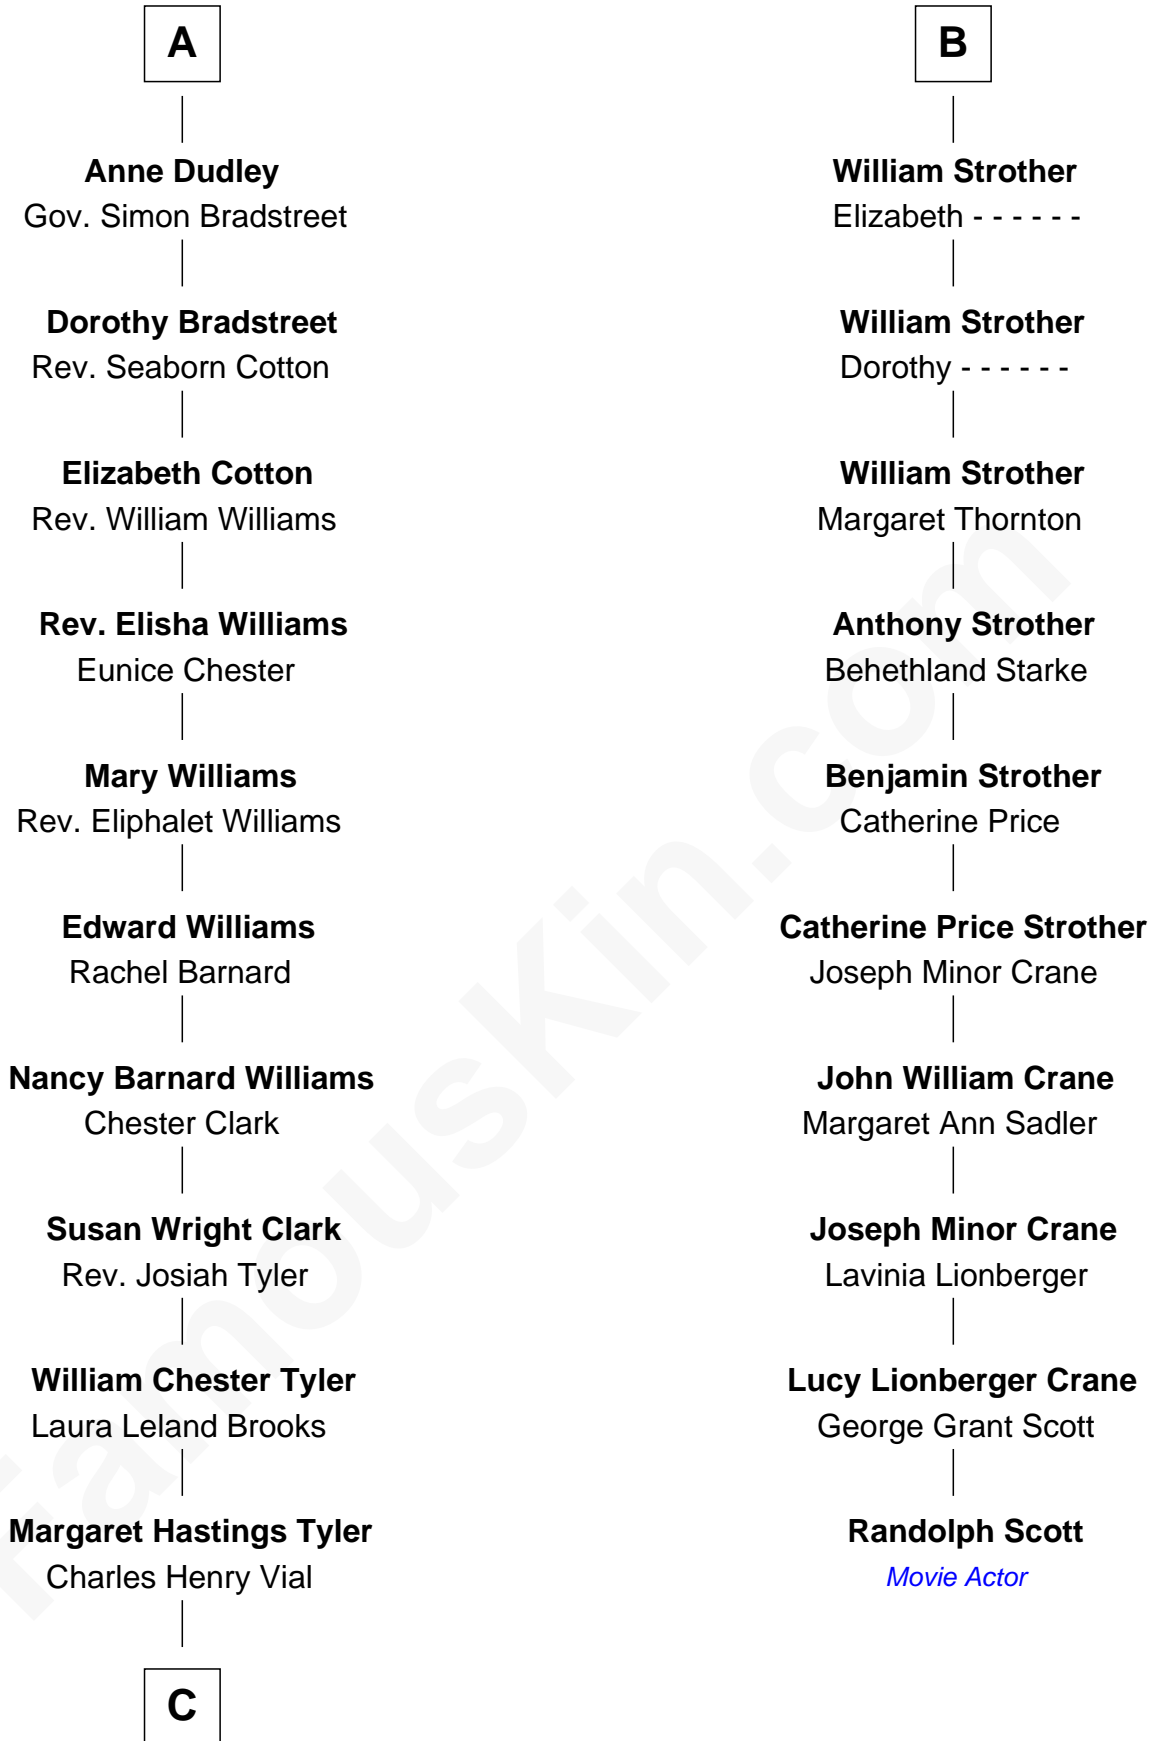 A
Anne Dudley
Gov. Simon Bradstreet
Dorothy Bradstreet
Rev. Seaborn Cotton
Elizabeth Cotton
Rev. William Williams
Rev. Elisha Williams
Eunice Chester
Mary Williams
Rev. Eliphalet Williams
Edward Williams
Rachel Barnard
Nancy Barnard Williams
Chester Clark
Susan Wright Clark
Rev. Josiah Tyler
William Chester Tyler
Laura Leland Brooks
Margaret Hastings Tyler
Charles Henry Vial
C
B
William Strother
Elizabeth - - - - - -
William Strother
Dorothy - - - - - -
William Strother
Margaret Thornton
Anthony Strother
Behethland Starke
Benjamin Strother
Catherine Price
Catherine Price Strother
Joseph Minor Crane
John William Crane
Margaret Ann Sadler
Joseph Minor Crane
Lavinia Lionberger
Lucy Lionberger Crane
George Grant Scott
Randolph Scott
Movie Actor
FamousKin.com